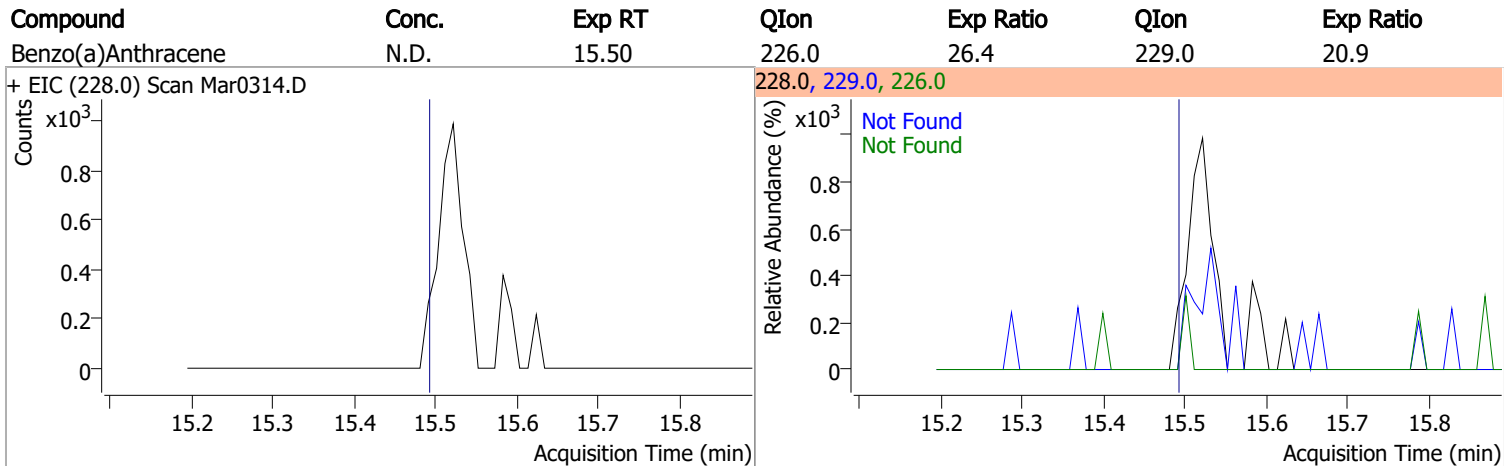 Compound Conc. Exp RT QIon Exp Ratio QIon Exp Ratio
Benzo(a)Anthracene N.D. 15.50 226.0 26.4 229.0 20.9
+ EIC (228.0) Scan Mar0314.D
Counts
x10³
0.8
0.6
0.4
0.2
0
15.2 15.3 15.4 15.5 15.6 15.7 15.8
Acquisition Time (min)
228.0, 229.0, 226.0
Relative Abundance (%)
x10³
Not Found
Not Found
0.8
0.6
0.4
0.2
0
15.2 15.3 15.4 15.5 15.6 15.7 15.8
Acquisition Time (min)